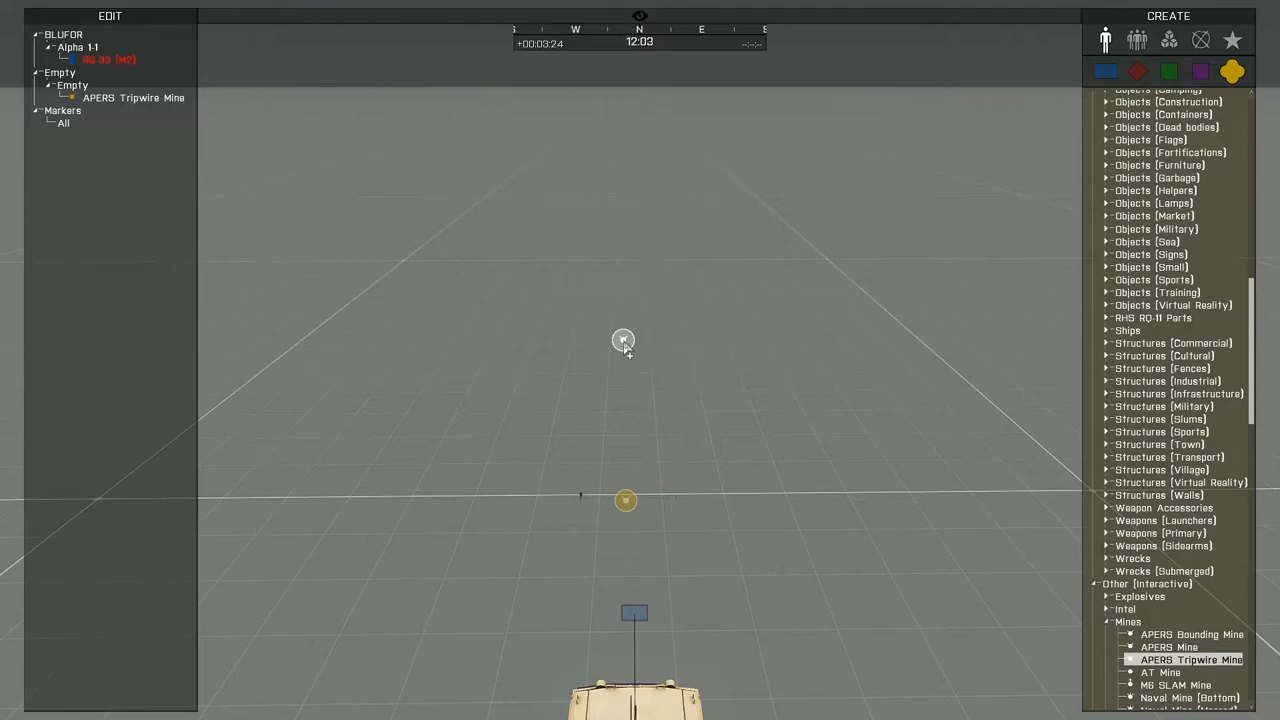 EDIT
BLUFOR
Alpha 1-1
RG-33 (M2)
Empty
Empty
APERS Tripwire Mine
Markers
All
S W N E S
+00:03:24 12:03 --:--:--
CREATE
Objects (Camping)
Objects (Construction)
Objects (Containers)
Objects (Dead bodies)
Objects (Flags)
Objects (Fortifications)
Objects (Furniture)
Objects (Garbage)
Objects (Helpers)
Objects (Lamps)
Objects (Market)
Objects (Military)
Objects (Sea)
Objects (Signs)
Objects (Small)
Objects (Sports)
Objects (Training)
Objects (Virtual Reality)
RHS RQ-11 Parts
Ships
Structures (Commercial)
Structures (Cultural)
Structures (Fences)
Structures (Industrial)
Structures (Infrastructure)
Structures (Military)
Structures (Slums)
Structures (Sports)
Structures (Town)
Structures (Transport)
Structures (Village)
Structures (Virtual Reality)
Structures (Walls)
Weapon Accessories
Weapons (Launchers)
Weapons (Primary)
Weapons (Sidearms)
Wrecks
Wrecks (Submerged)
Other (Interactive)
Explosives
Intel
Mines
APERS Bounding Mine
APERS Mine
APERS Tripwire Mine
AT Mine
M6 SLAM Mine
Naval Mine (Bottom)
Naval Mine (Moored)